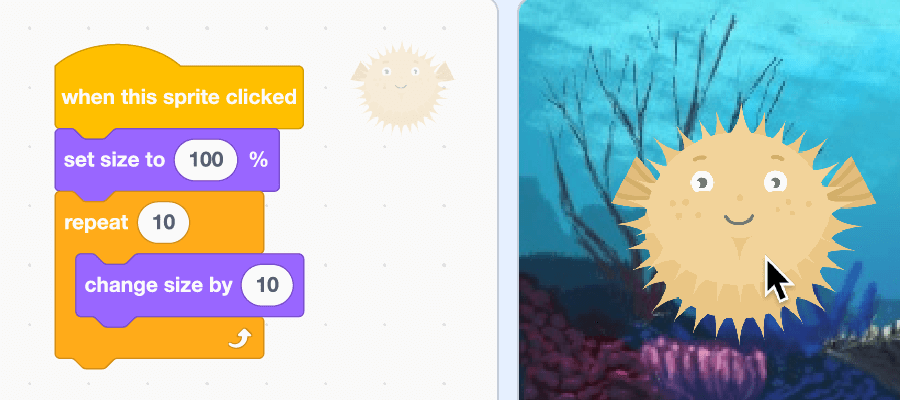 when this sprite clicked
set size to 100 %
repeat 10
change size by 10